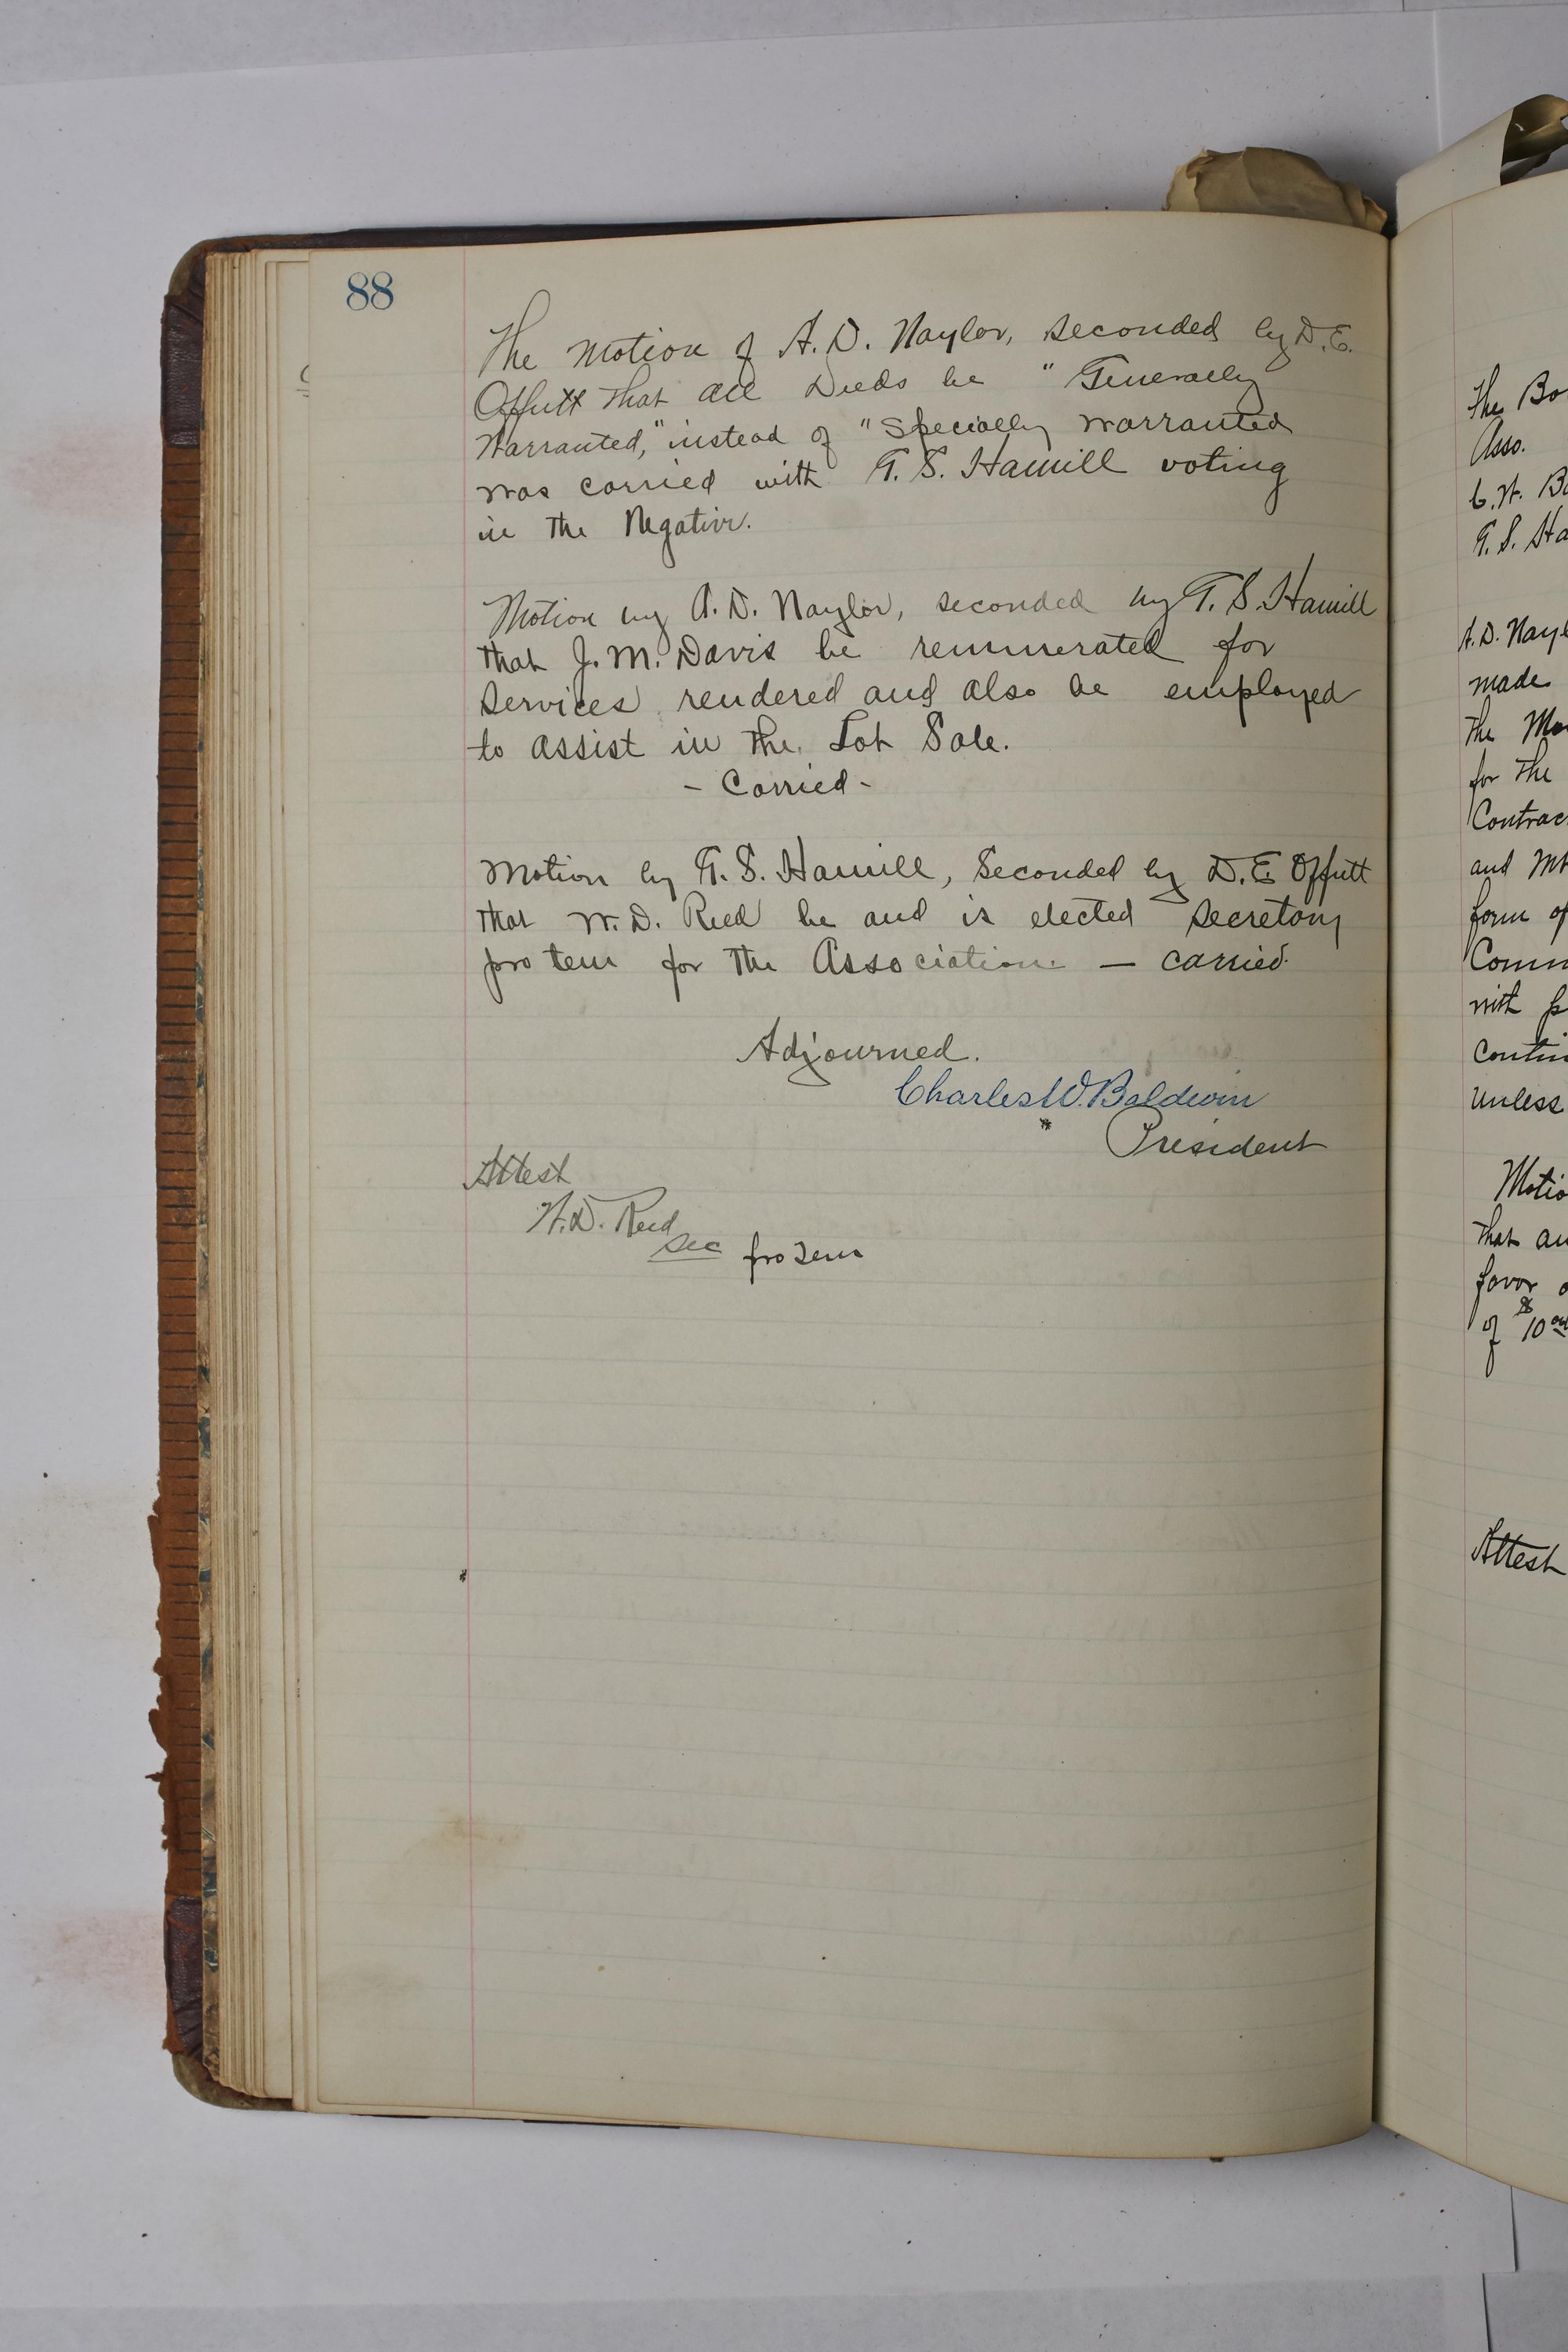 88
The motion of A. D. Naylor, seconded by D. E.
Offutt that all Deeds be "Generally
Warranted," instead of "Specially Warranted
was carried with G. S. Hamill voting
in the Negative.
Motion by A. D. Naylor, seconded by G. S. Hamill
that J. M. Davis be remunerated for
services rendered and also be employed
to assist in the Lot Sale.
- Carried -
Motion by G. S. Hamill, Seconded by D. E. Offutt
that W. D. Reed be and is elected secretary
pro tem for the Association — carried.
Adjourned.
Charles W. Baldwin
President
Attest
W. D. Reed
Sec pro tem
The Bo
Asso.
C. W. Ba
G. S. Ha
A. D. Nayl
made
the Mo
for the
Contrac
and
form of
Comm
with p
contin
unless
Motio
that an
favor o
of $10
Attest